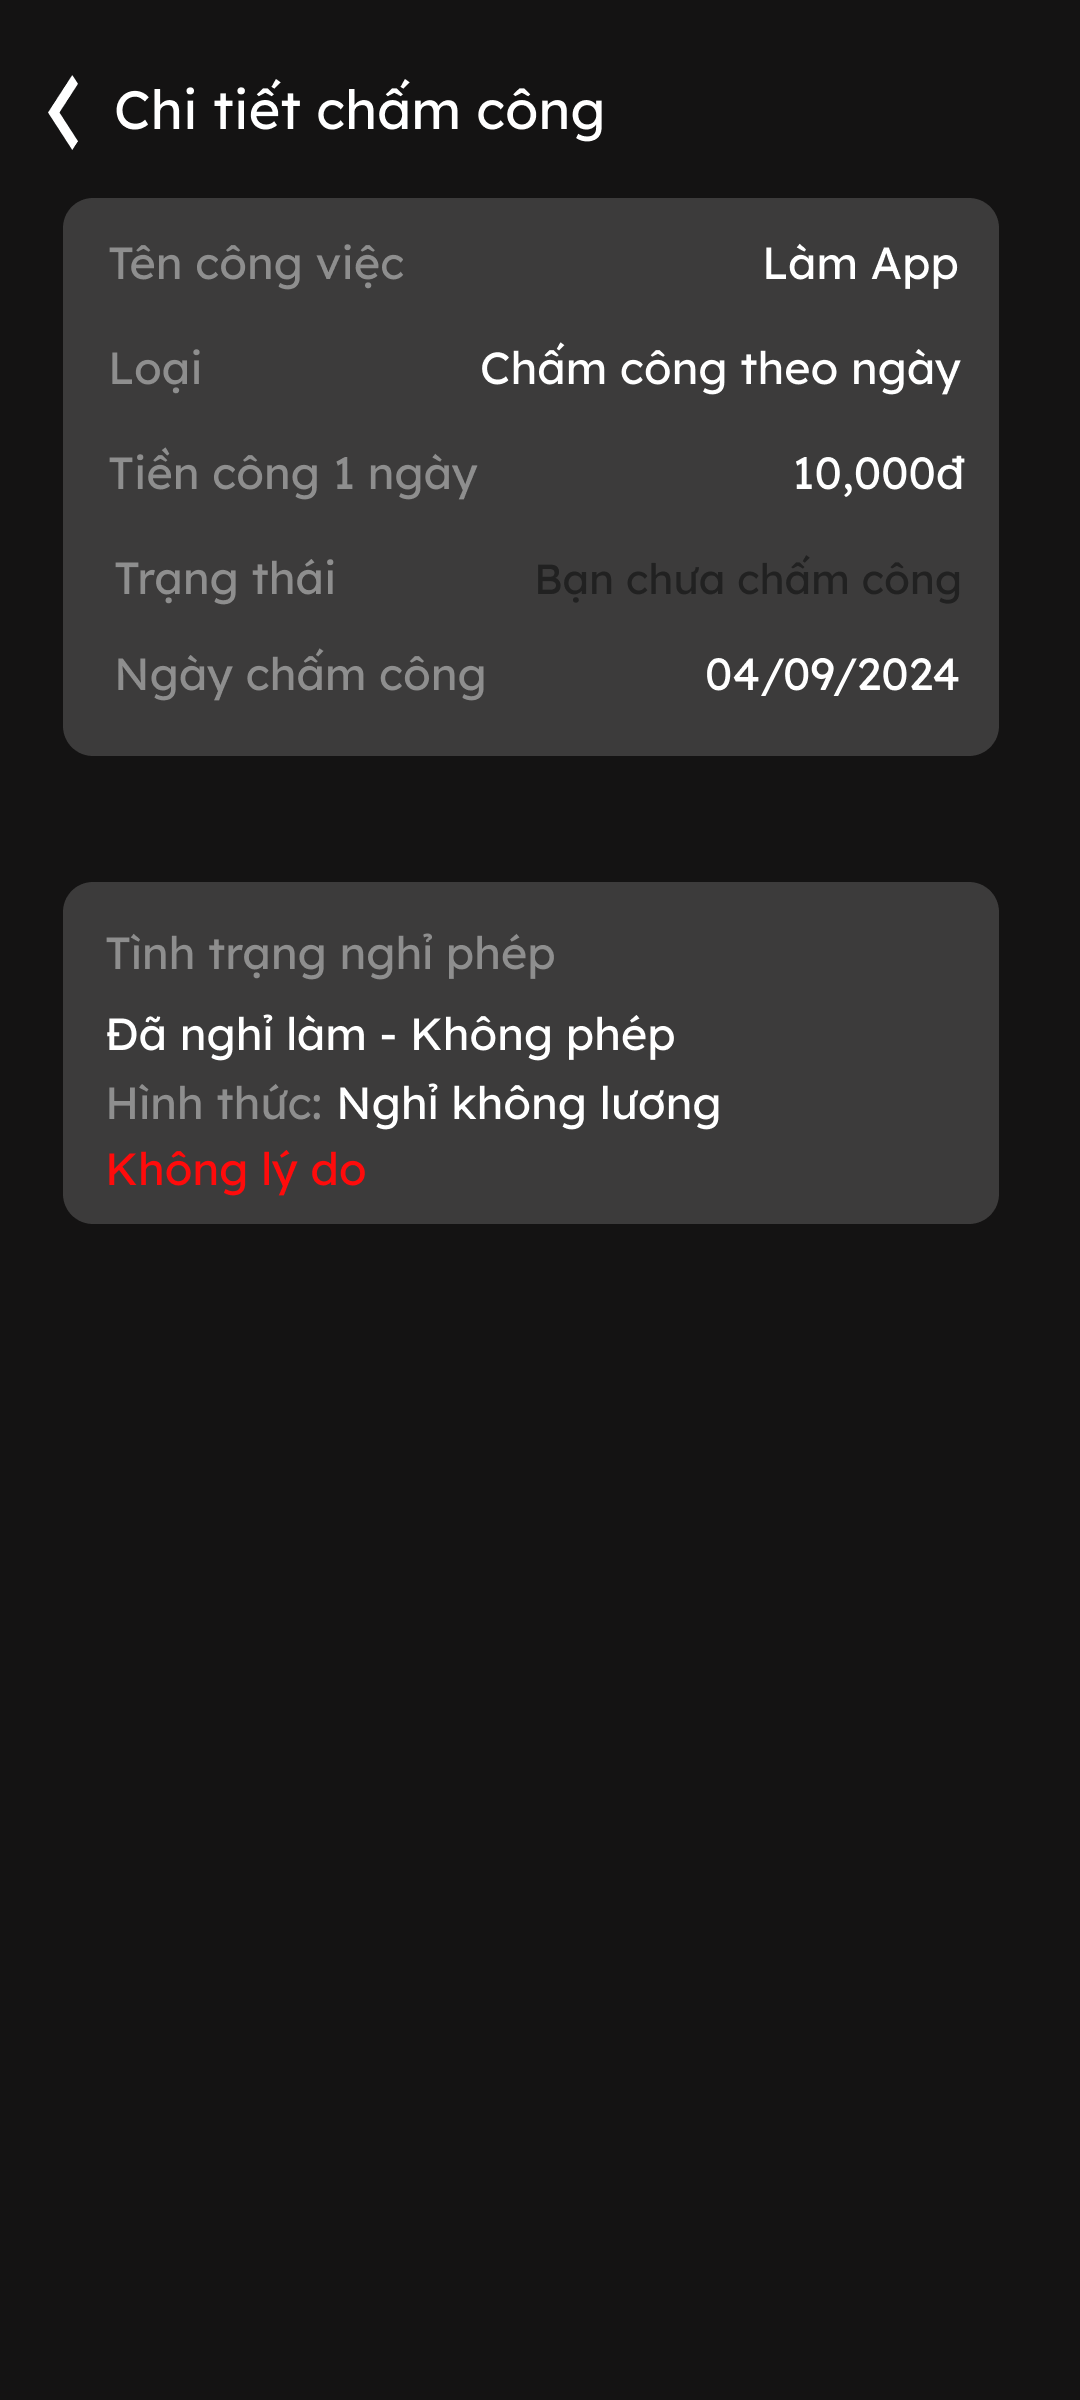 Chi tiết chấm công
Tên công việc Làm App
Loại Chấm công theo ngày
Tiền công 1 ngày 10,000đ
Trạng thái Bạn chưa chấm công
Ngày chấm công 04/09/2024
Tình trạng nghỉ phép
Đã nghỉ làm - Không phép
Hình thức: Nghỉ không lương
Không lý do